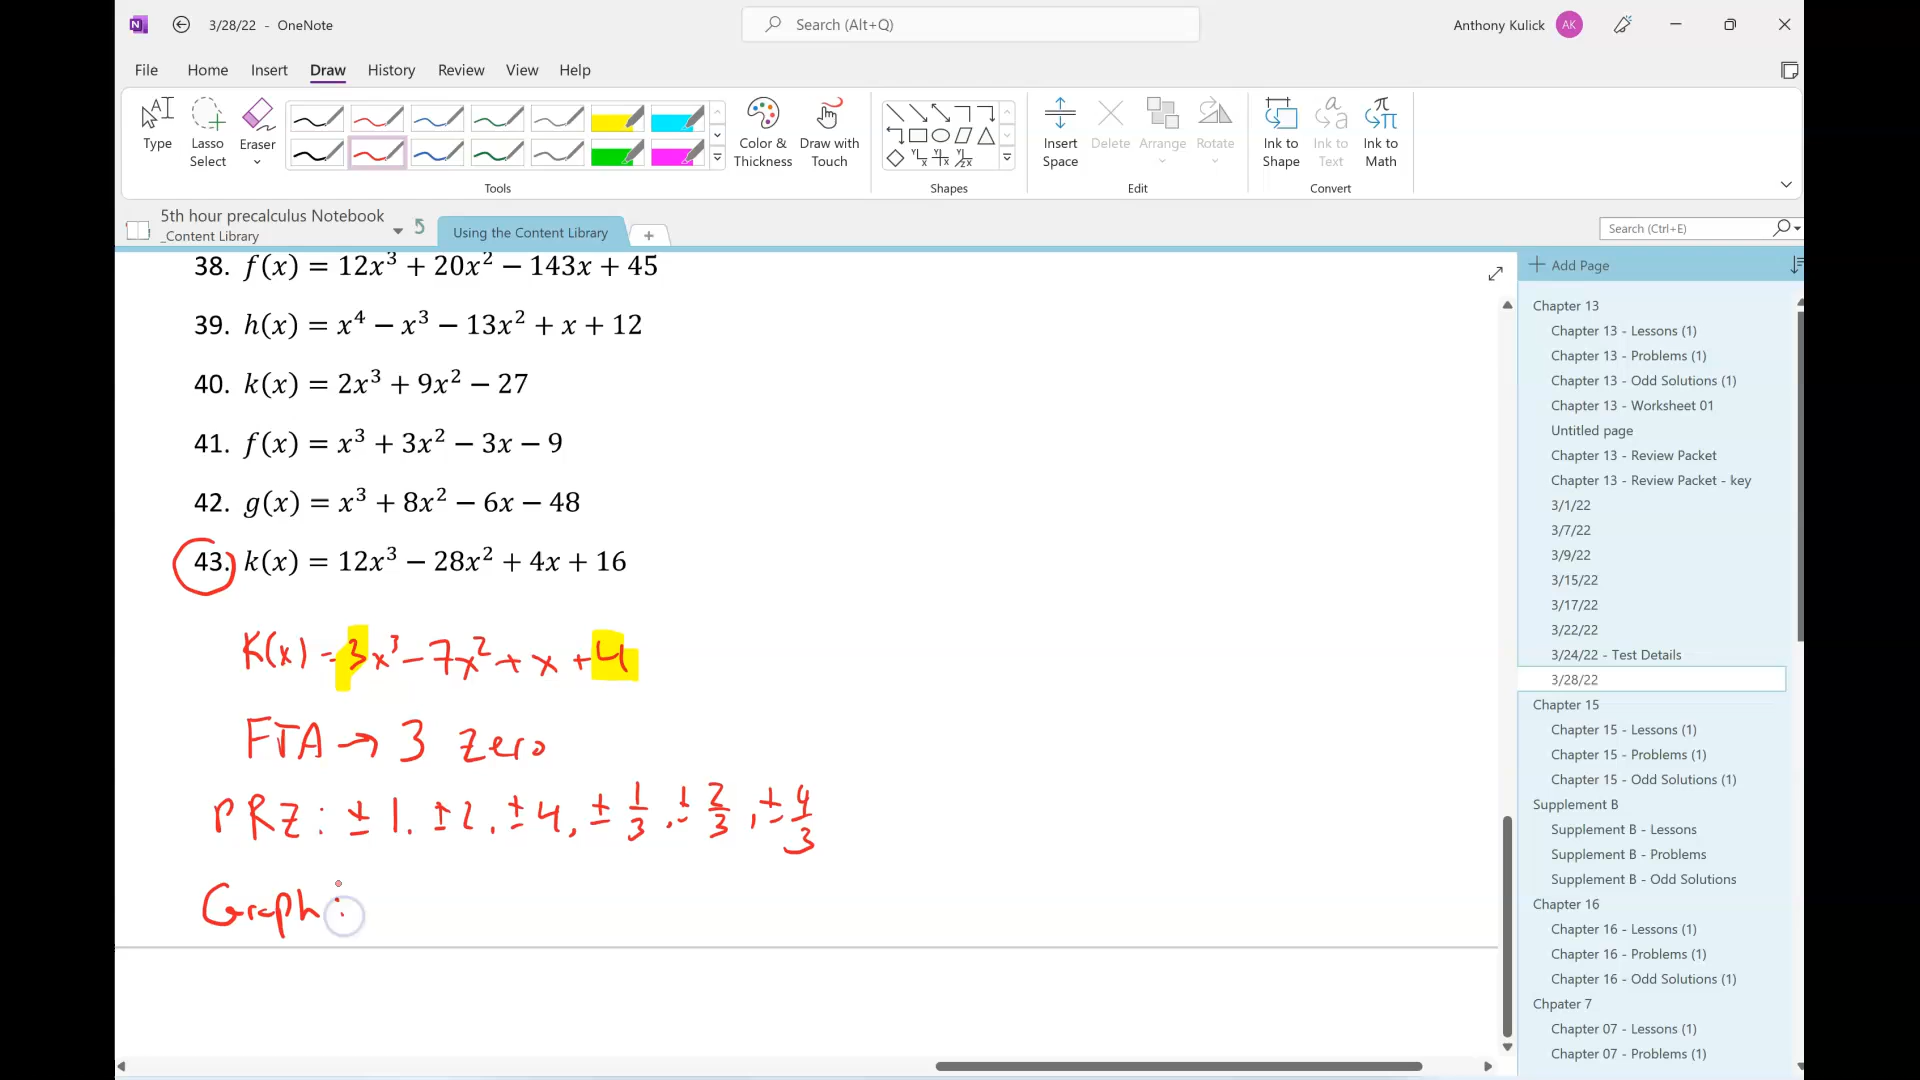 3/28/22 - OneNote
Search (Alt+Q)
Anthony Kulick
AK
File Home Insert Draw History Review View Help
Type
Lasso Select
Eraser
Color & Thickness
Draw with Touch
Insert Space
Delete
Arrange
Rotate
Ink to Shape
Ink to Text
Ink to Math
Tools
Shapes
Edit
Convert
5th hour precalculus Notebook
_Content Library
Using the Content Library
Search (Ctrl+E)
38. f(x) = 12x³ + 20x² − 143x + 45
39. h(x) = x⁴ − x³ − 13x² + x + 12
40. k(x) = 2x³ + 9x² − 27
41. f(x) = x³ + 3x² − 3x − 9
42. g(x) = x³ + 8x² − 6x − 48
43. k(x) = 12x³ − 28x² + 4x + 16
K(x) = 3x³ − 7x² + x + 4
FTA → 3 zero
PRZ: ± 1, ± 2, ± 4, ± 1/3, ± 2/3, ± 4/3
Graph:
Add Page
Chapter 13
Chapter 13 - Lessons (1)
Chapter 13 - Problems (1)
Chapter 13 - Odd Solutions (1)
Chapter 13 - Worksheet 01
Untitled page
Chapter 13 - Review Packet
Chapter 13 - Review Packet - key
3/1/22
3/7/22
3/9/22
3/15/22
3/17/22
3/22/22
3/24/22 - Test Details
3/28/22
Chapter 15
Chapter 15 - Lessons (1)
Chapter 15 - Problems (1)
Chapter 15 - Odd Solutions (1)
Supplement B
Supplement B - Lessons
Supplement B - Problems
Supplement B - Odd Solutions
Chapter 16
Chapter 16 - Lessons (1)
Chapter 16 - Problems (1)
Chapter 16 - Odd Solutions (1)
Chpater 7
Chapter 07 - Lessons (1)
Chapter 07 - Problems (1)